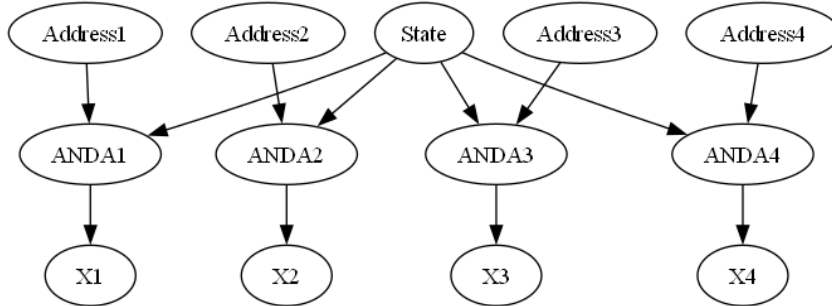 Address1 Address2 State Address3 Address4
ANDA1 ANDA2 ANDA3 ANDA4
X1 X2 X3 X4